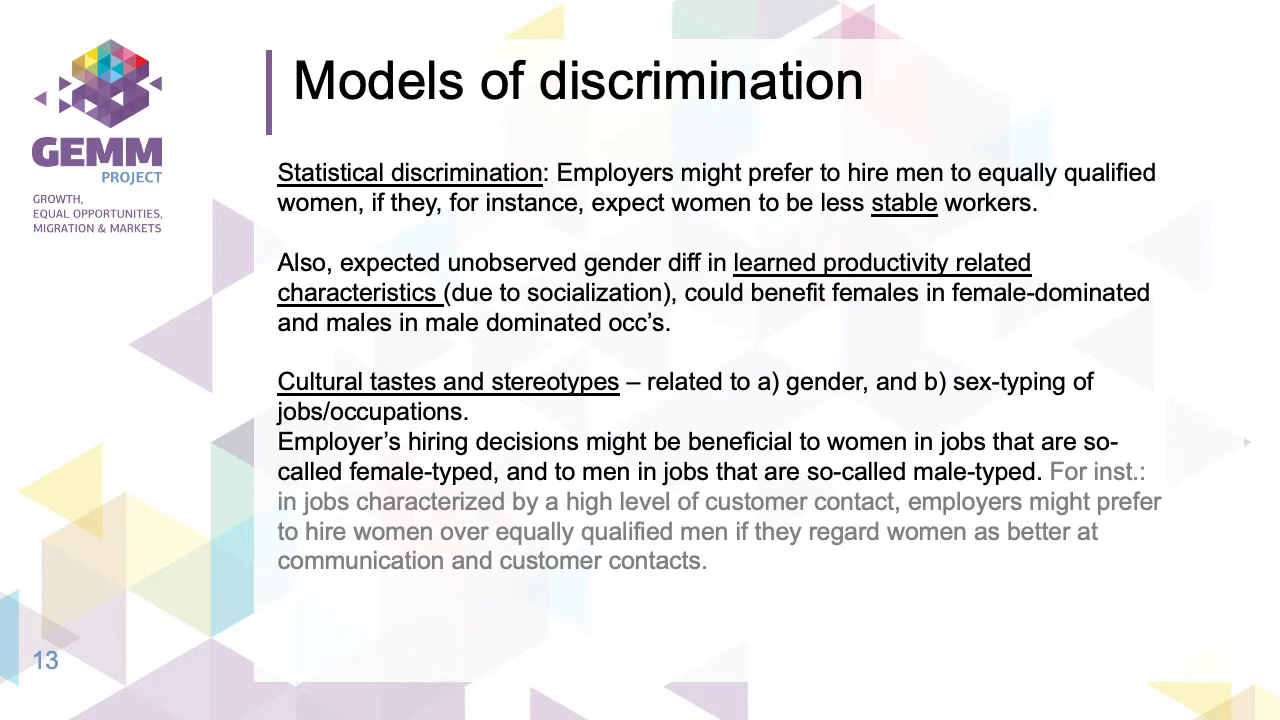 GEMM
PROJECT
GROWTH,
EQUAL OPPORTUNITIES,
MIGRATION & MARKETS
Models of discrimination
Statistical discrimination: Employers might prefer to hire men to equally qualified
women, if they, for instance, expect women to be less stable workers.
Also, expected unobserved gender diff in learned productivity related
characteristics (due to socialization), could benefit females in female-dominated
and males in male dominated occ’s.
Cultural tastes and stereotypes – related to a) gender, and b) sex-typing of
jobs/occupations.
Employer’s hiring decisions might be beneficial to women in jobs that are so-
called female-typed, and to men in jobs that are so-called male-typed. For inst.:
in jobs characterized by a high level of customer contact, employers might prefer
to hire women over equally qualified men if they regard women as better at
communication and customer contacts.
13